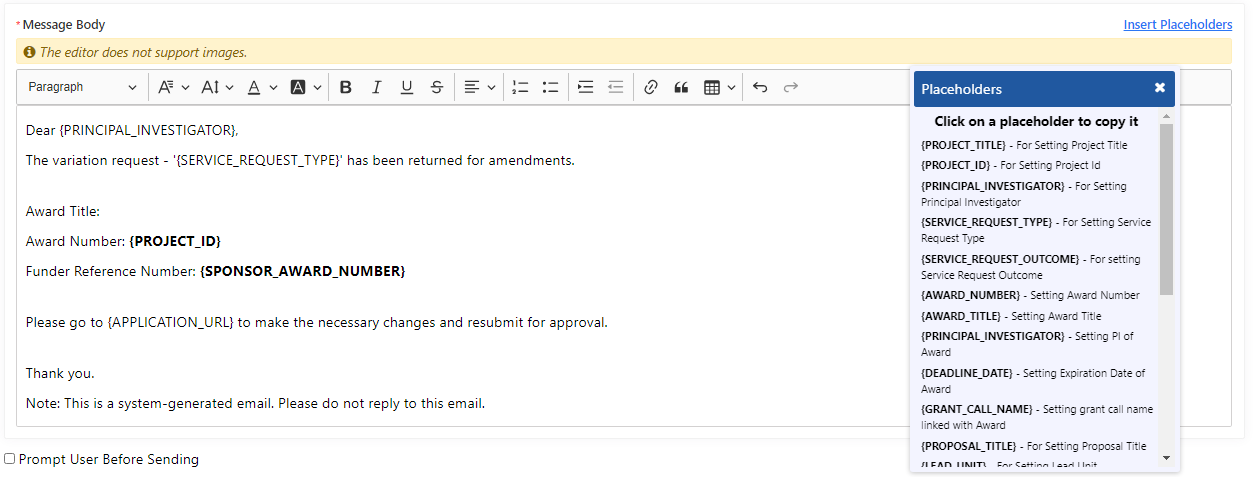 * Message Body
Insert Placeholders
The editor does not support images.
Paragraph
Dear {PRINCIPAL_INVESTIGATOR},
The variation request - '{SERVICE_REQUEST_TYPE}' has been returned for amendments.
Award Title:
Award Number: {PROJECT_ID}
Funder Reference Number: {SPONSOR_AWARD_NUMBER}
Please go to {APPLICATION_URL} to make the necessary changes and resubmit for approval.
Thank you.
Note: This is a system-generated email. Please do not reply to this email.
Placeholders
Click on a placeholder to copy it
{PROJECT_TITLE} - For Setting Project Title
{PROJECT_ID} - For Setting Project Id
{PRINCIPAL_INVESTIGATOR} - For Setting
Principal Investigator
{SERVICE_REQUEST_TYPE} - For Setting Service
Request Type
{SERVICE_REQUEST_OUTCOME} - For setting
Service Request Outcome
{AWARD_NUMBER} - Setting Award Number
{AWARD_TITLE} - Setting Award Title
{PRINCIPAL_INVESTIGATOR} - Setting PI of
Award
{DEADLINE_DATE} - Setting Expiration Date of
Award
{GRANT_CALL_NAME} - Setting grant call name
linked with Award
{PROPOSAL_TITLE} - For Setting Proposal Title
{LEAD_UNIT} - For Setting Lead Unit
Prompt User Before Sending